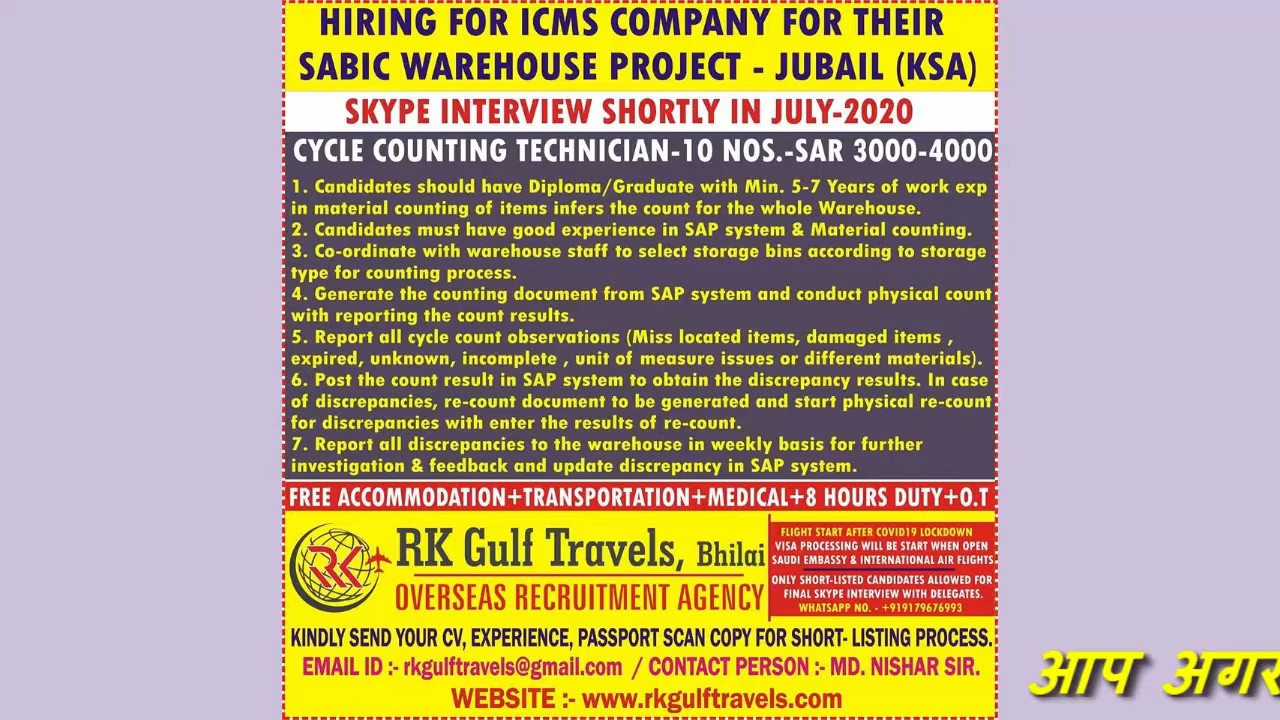 HIRING FOR ICMS COMPANY FOR THEIR
SABIC WAREHOUSE PROJECT - JUBAIL (KSA)
SKYPE INTERVIEW SHORTLY IN JULY-2020
CYCLE COUNTING TECHNICIAN-10 NOS.-SAR 3000-4000
1. Candidates should have Diploma/Graduate with Min. 5-7 Years of work exp
in material counting of items infers the count for the whole Warehouse.
2. Candidates must have good experience in SAP system & Material counting.
3. Co-ordinate with warehouse staff to select storage bins according to storage
type for counting process.
4. Generate the counting document from SAP system and conduct physical count
with reporting the count results.
5. Report all cycle count observations (Miss located items, damaged items ,
expired, unknown, incomplete , unit of measure issues or different materials).
6. Post the count result in SAP system to obtain the discrepancy results. In case
of discrepancies, re-count document to be generated and start physical re-count
for discrepancies with enter the results of re-count.
7. Report all discrepancies to the warehouse in weekly basis for further
investigation & feedback and update discrepancy in SAP system.
FREE ACCOMMODATION+TRANSPORTATION+MEDICAL+8 HOURS DUTY+O.T
RK
RK Gulf Travels, Bhilai
OVERSEAS RECRUITMENT AGENCY
FLIGHT START AFTER COVID19 LOCKDOWN
VISA PROCESSING WILL BE START WHEN OPEN
SAUDI EMBASSY & INTERNATIONAL AIR FLIGHTS
ONLY SHORT-LISTED CANDIDATES ALLOWED FOR
FINAL SKYPE INTERVIEW WITH DELEGATES.
WHATSAPP NO. - +919179676993
KINDLY SEND YOUR CV, EXPERIENCE, PASSPORT SCAN COPY FOR SHORT- LISTING PROCESS.
EMAIL ID :- rkgulftravels@gmail.com / CONTACT PERSON :- MD. NISHAR SIR.
WEBSITE :- www.rkgulftravels.com
आप अगर